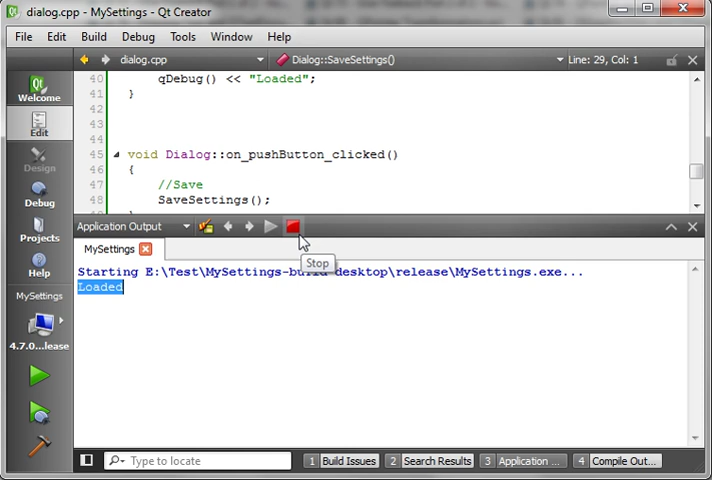 dialog.cpp - MySettings - Qt Creator
File Edit Build Debug Tools Window Help
dialog.cpp Dialog::SaveSettings() Line: 29, Col: 1
Welcome
Edit
Design
Debug
Projects
Help
MySettings
4.7.0...lease
40 qDebug() << "Loaded";
41 }
42
43
44
45 void Dialog::on_pushButton_clicked()
46 {
47 //Save
48 SaveSettings();
Application Output
MySettings
Stop
Starting E:\Test\MySettings-build-desktop\release\MySettings.exe...
Loaded
Type to locate 1 Build Issues 2 Search Results 3 Application ... 4 Compile Out...